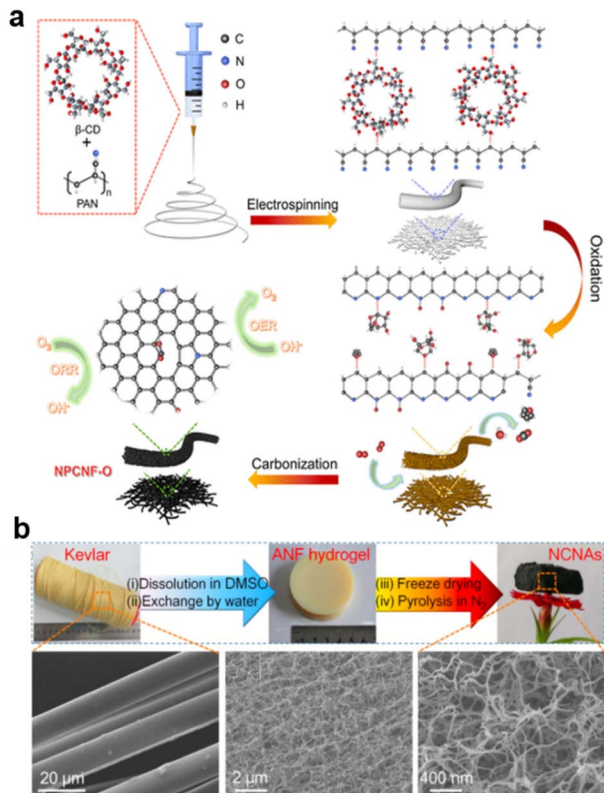 a
C
N
O
H
β-CD
+
PAN
n
Electrospinning
Oxidation
O₂
OER
OH⁻
O₂
ORR
OH⁻
NPCNF-O
Carbonization
b
Kevlar
(i)Dissolution in DMSO
(ii)Exchange by water
ANF hydrogel
(iii) Freeze drying
(iv) Pyrolysis in N₂
NCNAs
20 μm
2 μm
400 nm